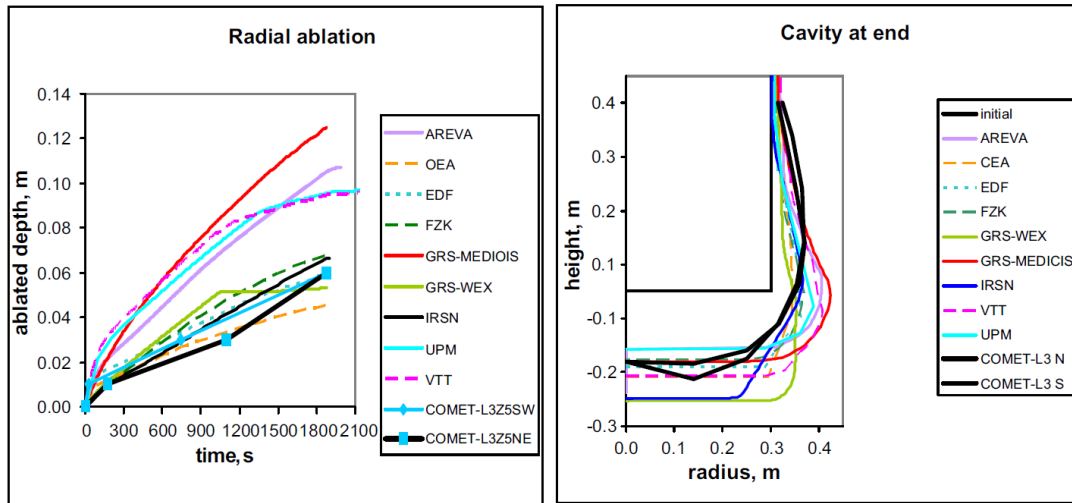 Radial ablation
ablated depth, m
0.14
0.12
0.10
0.08
0.06
0.04
0.02
0.00
0 300 600 900 1200 1500 1800 2100
time, s
AREVA
OEA
EDF
FZK
GRS-MEDIOIS
GRS-WEX
IRSN
UPM
VTT
COMET-L3Z5SW
COMET-L3Z5NE
Cavity at end
height, m
0.4
0.3
0.2
0.1
-0.1
-0.2
-0.3
0.0 0.1 0.2 0.3 0.4
radius, m
initial
AREVA
CEA
EDF
FZK
GRS-WEX
GRS-MEDICIS
IRSN
VTT
UPM
COMET-L3 N
COMET-L3 S